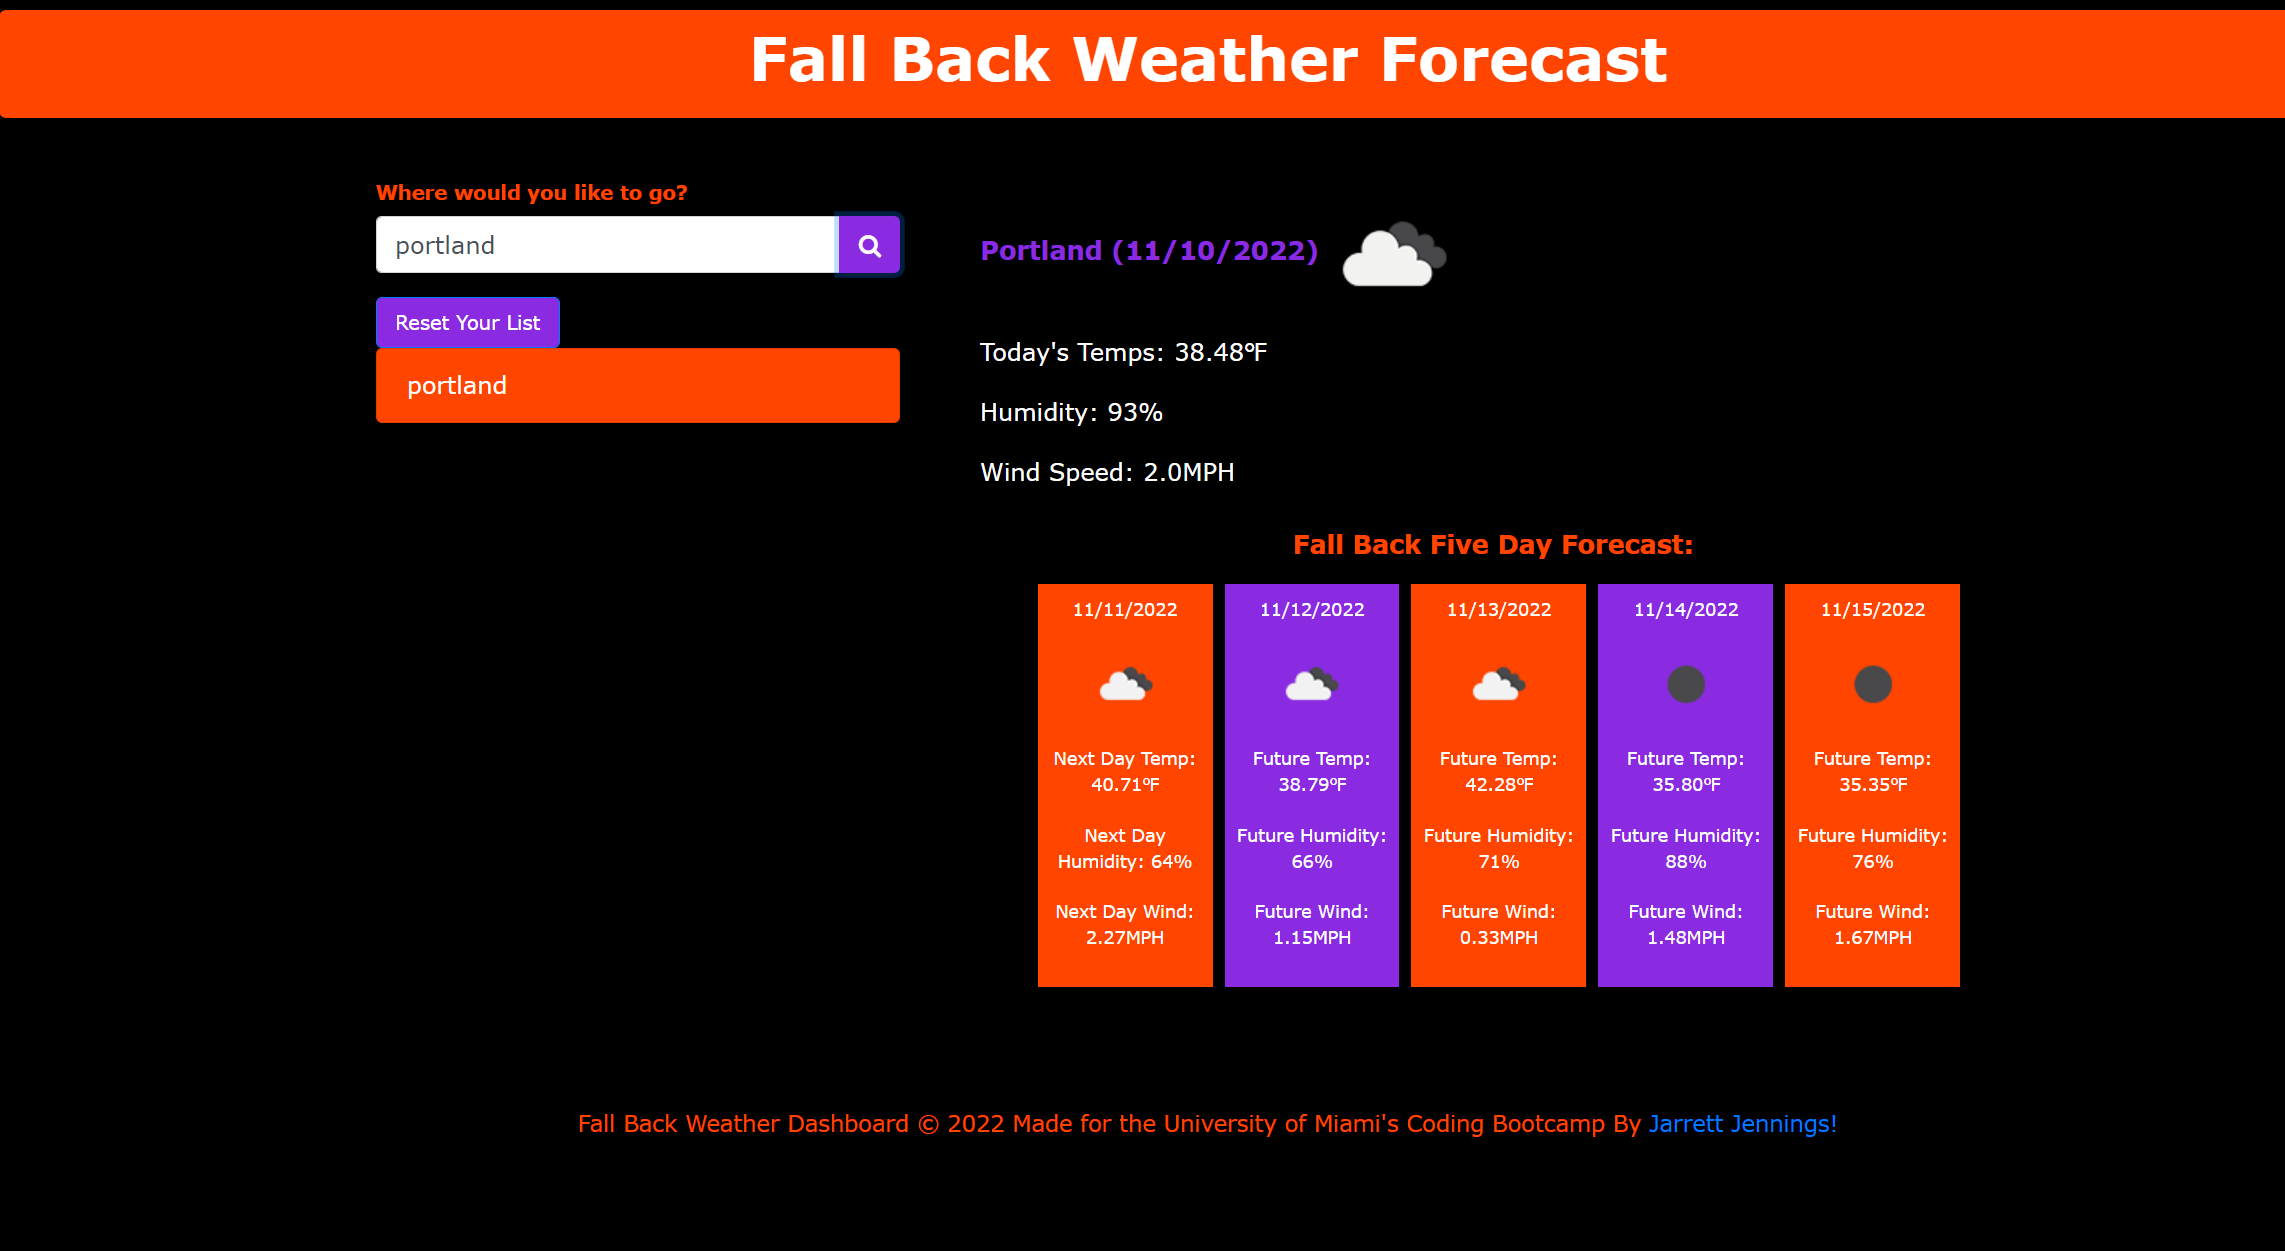 Fall Back Weather Forecast
Where would you like to go?
portland
Reset Your List
portland
Portland (11/10/2022)
Today's Temps: 38.48ºF
Humidity: 93%
Wind Speed: 2.0MPH
Fall Back Five Day Forecast:
11/11/2022
Next Day Temp:
40.71ºF
Next Day
Humidity: 64%
Next Day Wind:
2.27MPH
11/12/2022
Future Temp:
38.79ºF
Future Humidity:
66%
Future Wind:
1.15MPH
11/13/2022
Future Temp:
42.28ºF
Future Humidity:
71%
Future Wind:
0.33MPH
11/14/2022
Future Temp:
35.80ºF
Future Humidity:
88%
Future Wind:
1.48MPH
11/15/2022
Future Temp:
35.35ºF
Future Humidity:
76%
Future Wind:
1.67MPH
Fall Back Weather Dashboard © 2022 Made for the University of Miami's Coding Bootcamp By Jarrett Jennings!